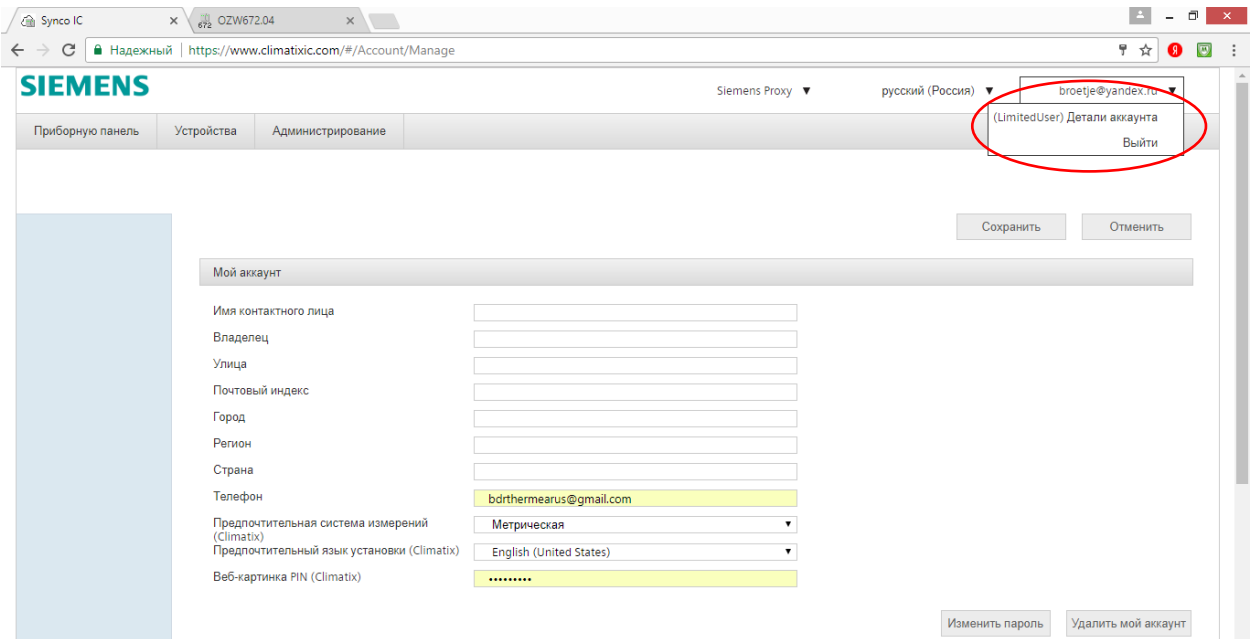 Synco IC
672 OZW672.04
Надежный https://www.climatixic.com/#/Account/Manage
SIEMENS
Siemens Proxy ▼ русский (Россия) ▼ broetje@yandex.ru ▼
(LimitedUser) Детали аккаунта
Выйти
Приборную панель Устройства Администрирование
Сохранить Отменить
Мой аккаунт
Имя контактного лица
Владелец
Улица
Почтовый индекс
Город
Регион
Страна
Телефон bdrthermearus@gmail.com
Предпочтительная система измерений Метрическая
(Climatix)
Предпочтительный язык установки (Climatix) English (United States)
Веб-картинка PIN (Climatix) •••••••••
Изменить пароль Удалить мой аккаунт